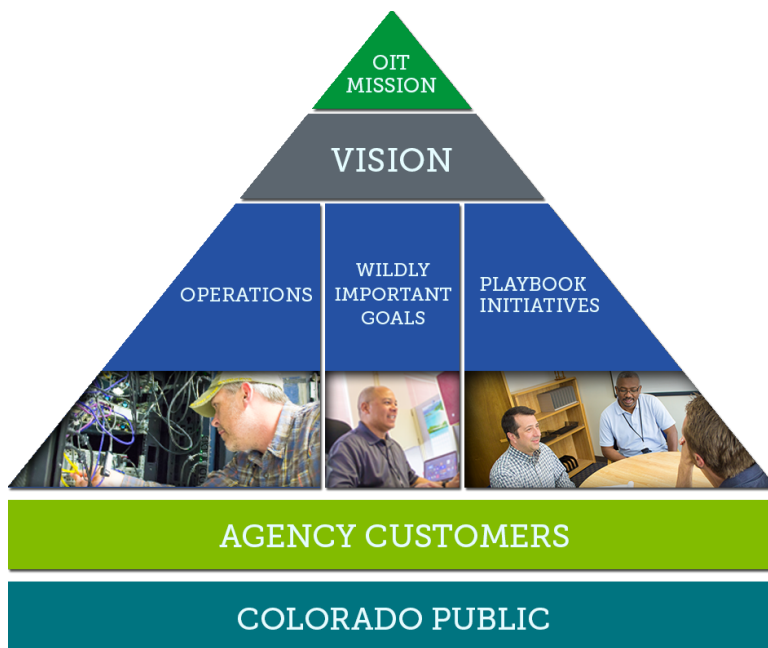 OIT
MISSION
VISION
OPERATIONS
WILDLY
IMPORTANT
GOALS
PLAYBOOK
INITIATIVES
AGENCY CUSTOMERS
COLORADO PUBLIC